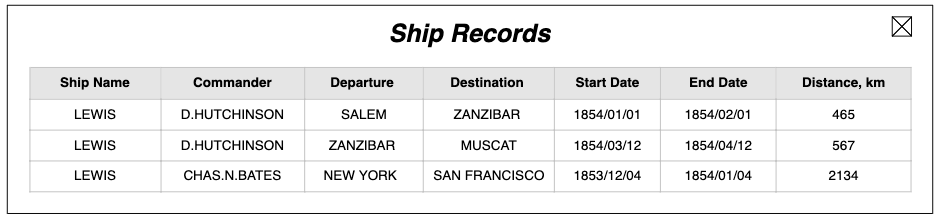 Ship Records
Ship Name Commander Departure Destination Start Date End Date Distance, km
LEWIS D.HUTCHINSON SALEM ZANZIBAR 1854/01/01 1854/02/01 465
LEWIS D.HUTCHINSON ZANZIBAR MUSCAT 1854/03/12 1854/04/12 567
LEWIS CHAS.N.BATES NEW YORK SAN FRANCISCO 1853/12/04 1854/01/04 2134